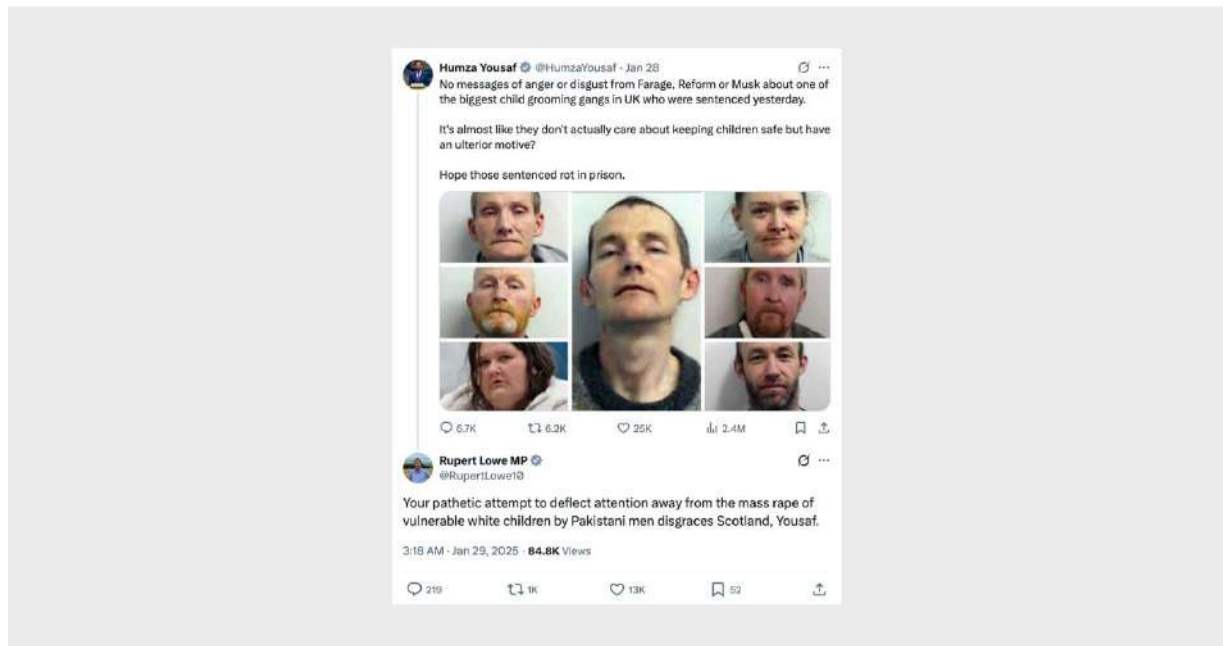 Humza Yousaf @HumzaYousaf · Jan 28
No messages of anger or disgust from Farage, Reform or Musk about one of
the biggest child grooming gangs in UK who were sentenced yesterday.
It's almost like they don't actually care about keeping children safe but have
an ulterior motive?
Hope those sentenced rot in prison.
6.7K 6.2K 25K 2.4M
Rupert Lowe MP
@RupertLowe10
Your pathetic attempt to deflect attention away from the mass rape of
vulnerable white children by Pakistani men disgraces Scotland, Yousaf.
3:18 AM · Jan 29, 2025 · 84.8K Views
219 1K 13K 52